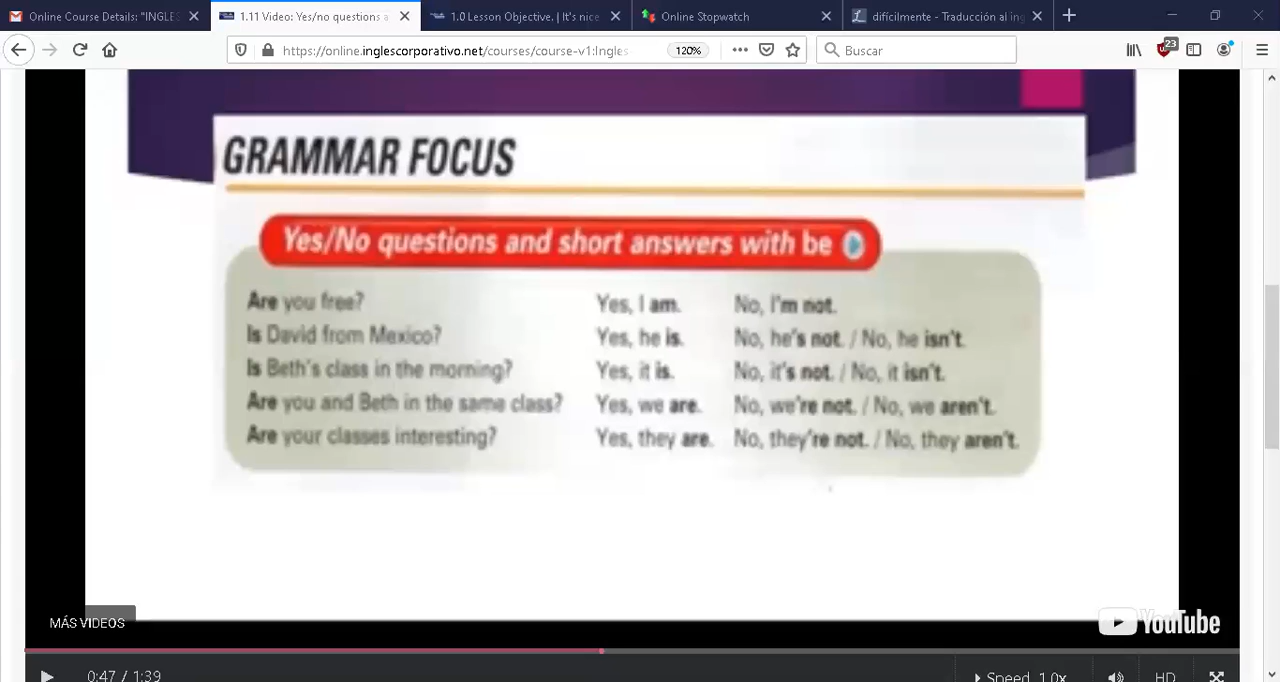 Online Course Details: "INGLES
1.11 Video: Yes/no questions a
1.0 Lesson Objective. | It's nice
Online Stopwatch
difícilmente - Traducción al ing
https://online.inglescorporativo.net/courses/course-v1:Ingles
120%
Buscar
23
GRAMMAR FOCUS
Yes/No questions and short answers with be
Are you free? Yes, I am. No, I'm not.
Is David from Mexico? Yes, he is. No, he's not. / No, he isn't.
Is Beth's class in the morning? Yes, it is. No, it's not. / No, it isn't.
Are you and Beth in the same class? Yes, we are. No, we're not. / No, we aren't.
Are your classes interesting? Yes, they are. No, they're not. / No, they aren't.
MÁS VIDEOS
YouTube
0:47 / 1:39
Speed 1.0x
HD